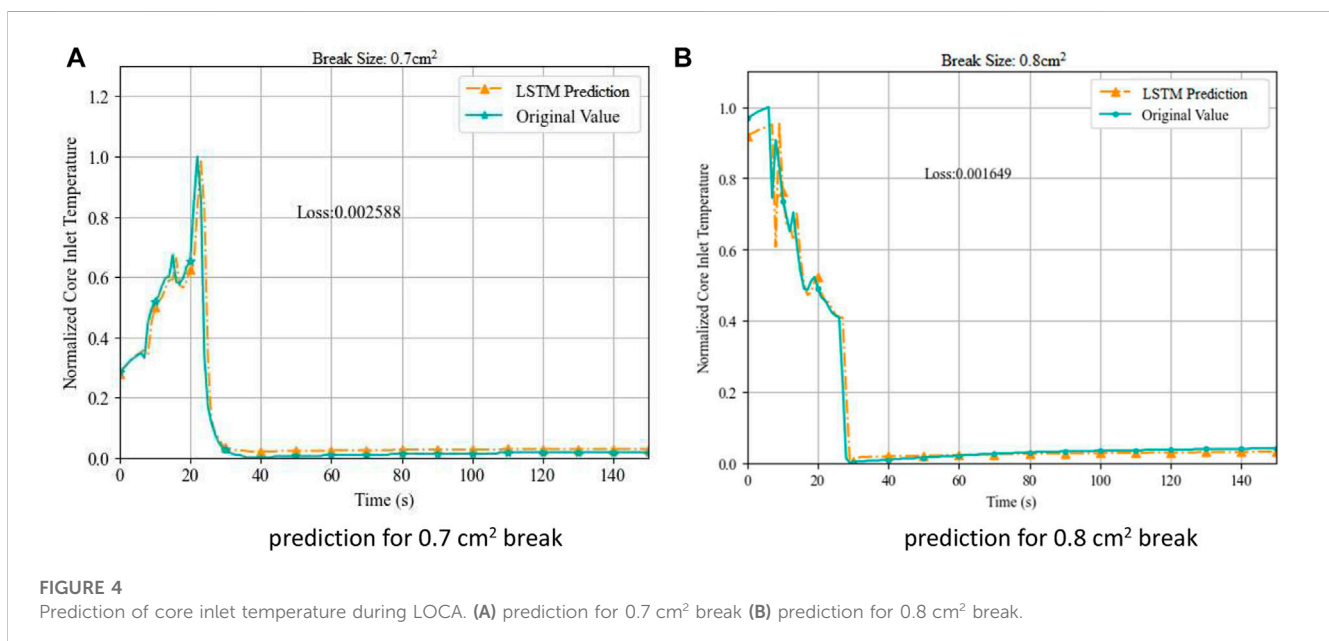 A
Break Size: 0.7cm²
LSTM Prediction
Original Value
Loss:0.002588
Normalized Core Inlet Temperature
1.2
1.0
0.8
0.6
0.4
0.2
0.0
0 20 40 60 80 100 120 140
Time (s)
prediction for 0.7 cm² break
B
Break Size: 0.8cm²
LSTM Prediction
Original Value
Loss:0.001649
Normalized Core Inlet Temperature
1.0
0.8
0.6
0.4
0.2
0.0
0 20 40 60 80 100 120 140
Time (s)
prediction for 0.8 cm² break
FIGURE 4
Prediction of core inlet temperature during LOCA. (A) prediction for 0.7 cm² break (B) prediction for 0.8 cm² break.